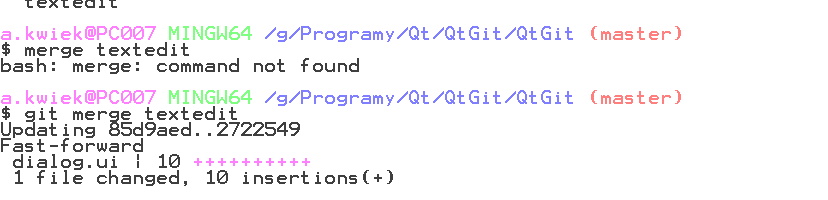 textedit
a.kwiek@PC007 MINGW64 /g/Programy/Qt/QtGit/QtGit (master)
$ merge textedit
bash: merge: command not found
a.kwiek@PC007 MINGW64 /g/Programy/Qt/QtGit/QtGit (master)
$ git merge textedit
Updating 85d9aed..2722549
Fast-forward
dialog.ui | 10 ++++++++++
1 file changed, 10 insertions(+)